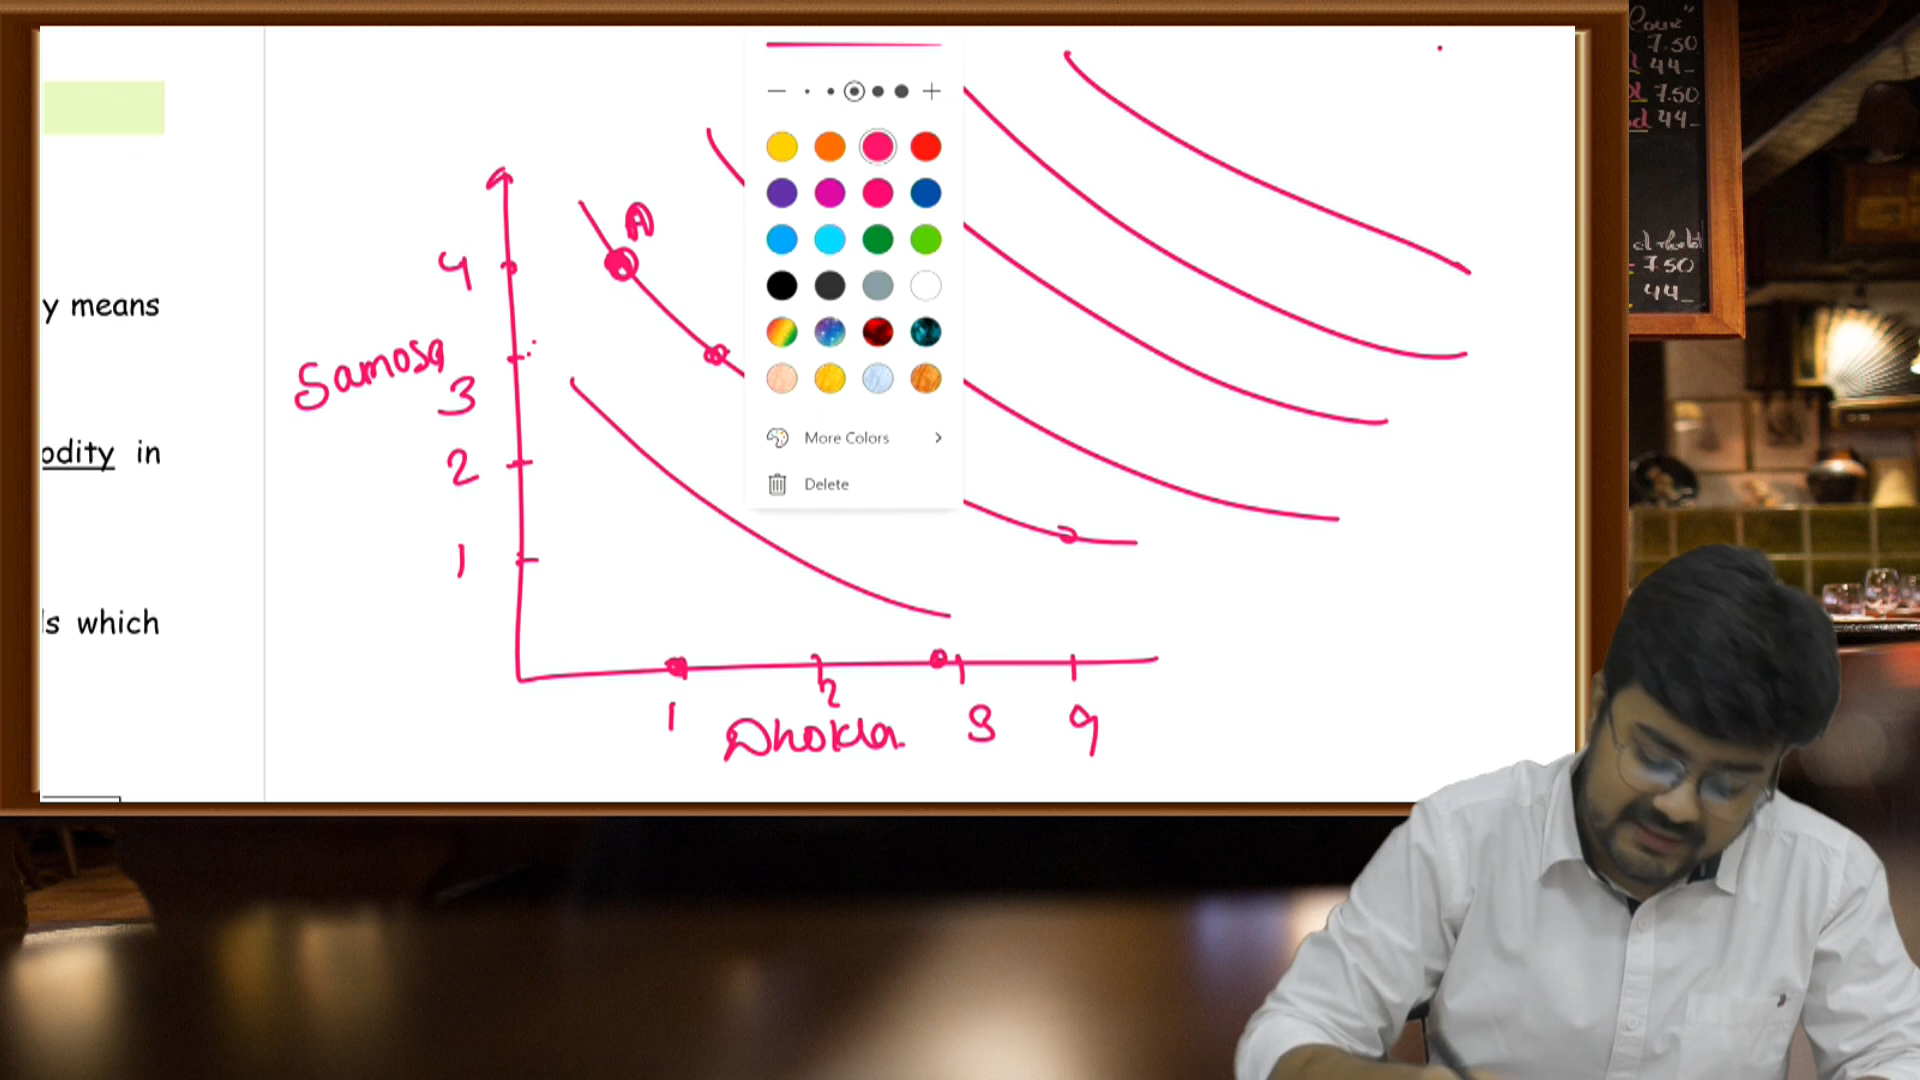 y means
odity in
ls which
A
4
Samosa
3
2
1
1
2
3
4
Dhokla
More Colors
Delete
7.50
44-
7.50
44-
7.50
44-